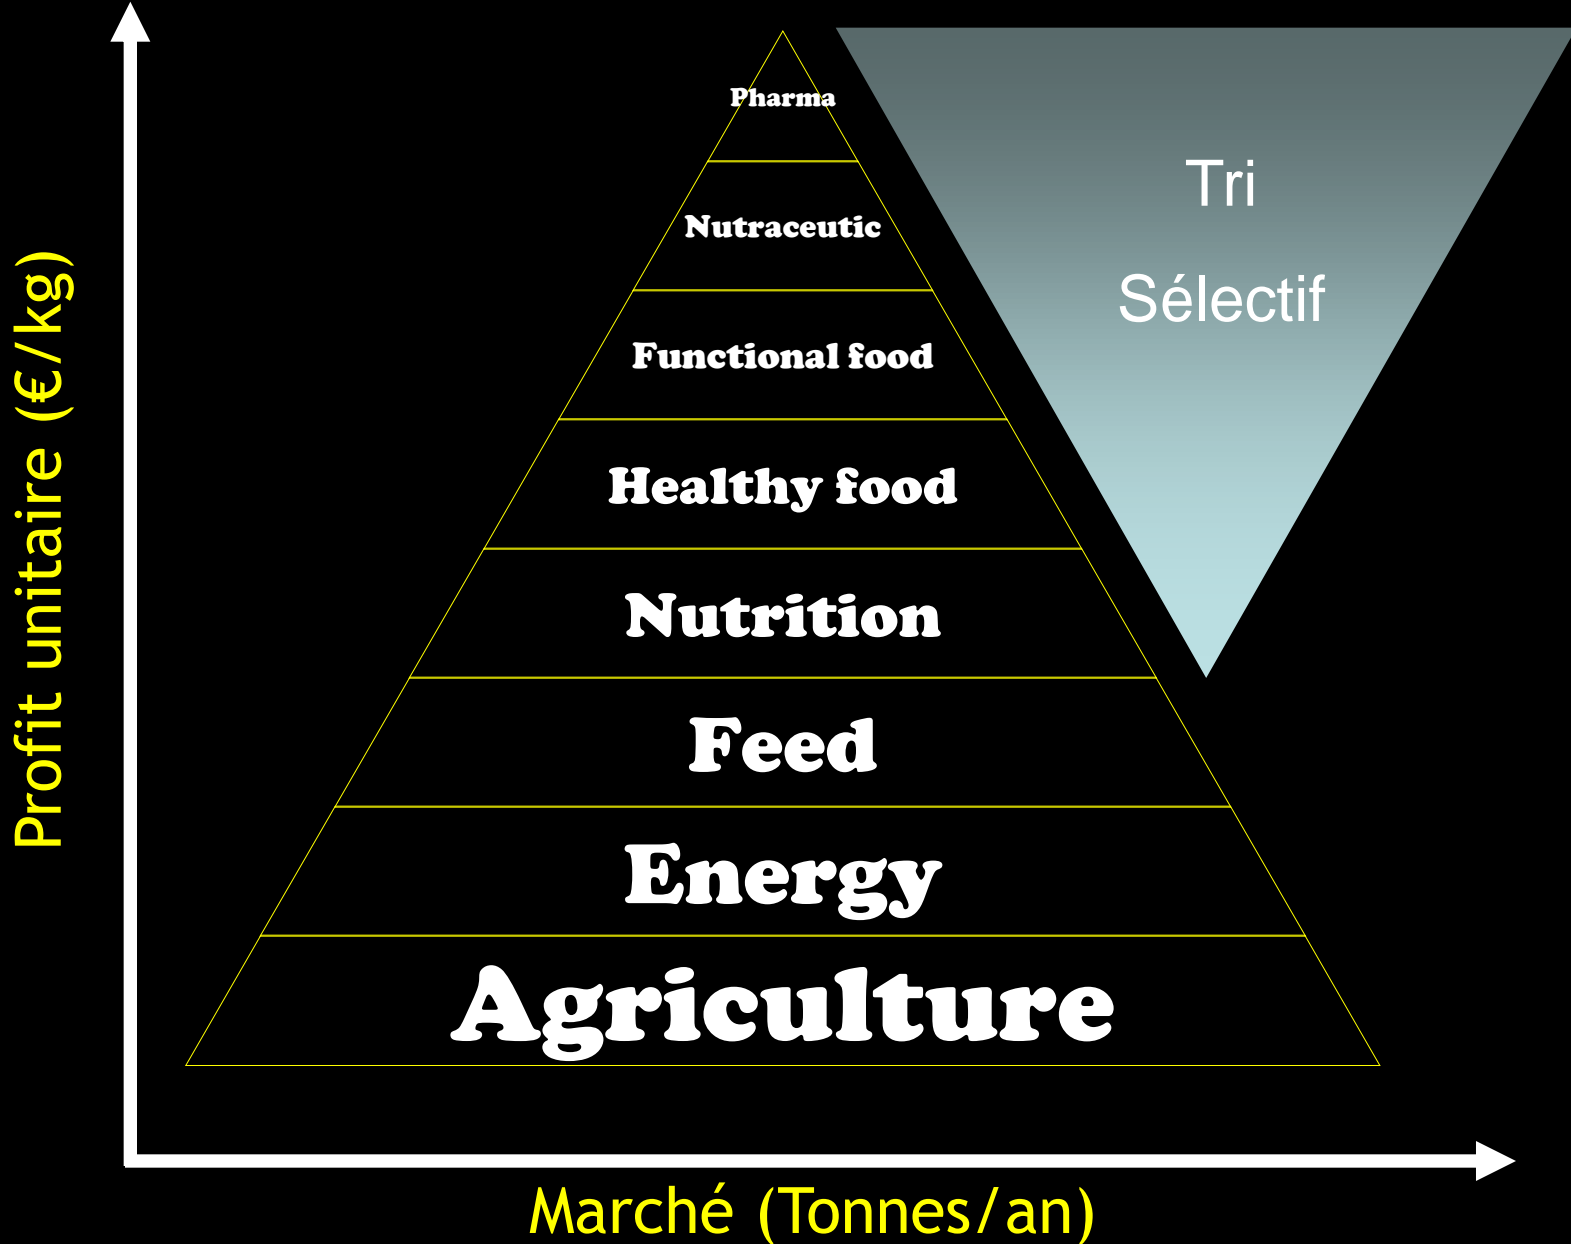 Pharma
Nutraceutic
Functional food
Healthy food
Nutrition
Feed
Energy
Agriculture
Tri
Sélectif
Profit unitaire (€/kg)
Marché (Tonnes/an)